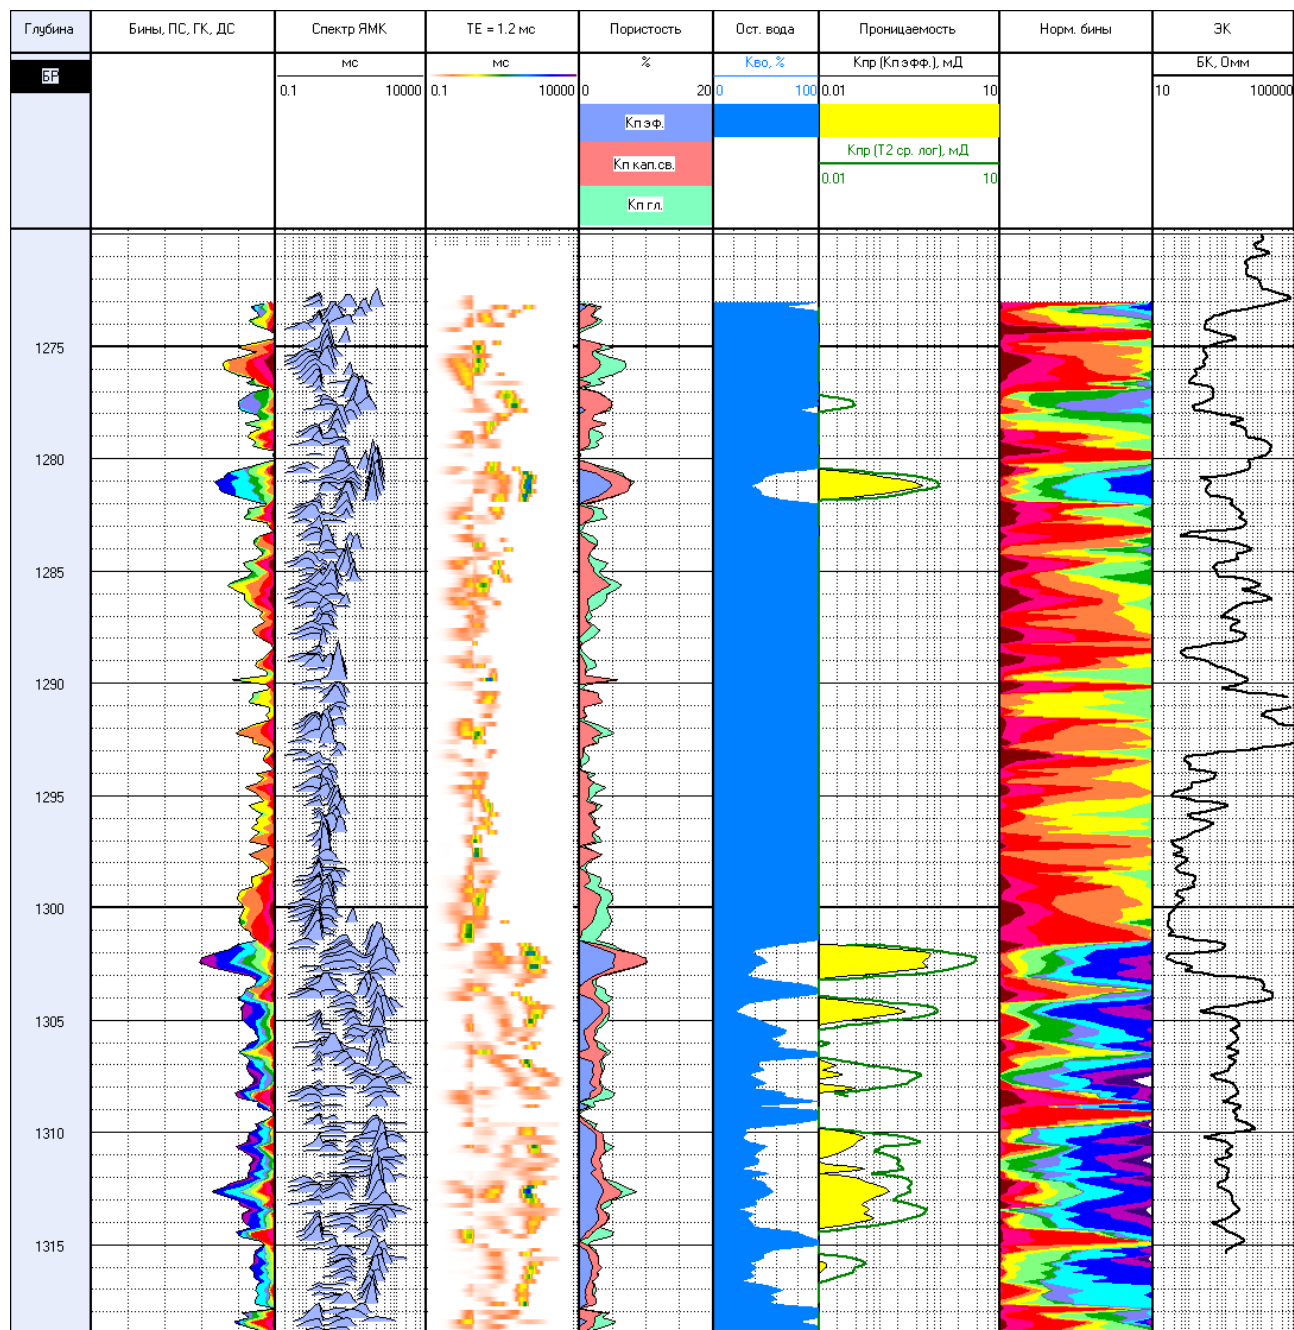 Глубина Бины, ПС, ГК, ДС Спектр ЯМК TE = 1.2 мс Пористость Ост. вода Проницаемость Норм. бины ЭК
БР мс мс % Кво, % Кпр (Кп эфф.), мД БК, Омм
0.1 10000 0.1 10000 0 20 0 100 0.01 10 10 100000
Кп эф.
Кпр (Т2 ср. лог), мД
Кп кап.св.
0.01 10
Кп гл.
1275
1280
1285
1290
1295
1300
1305
1310
1315